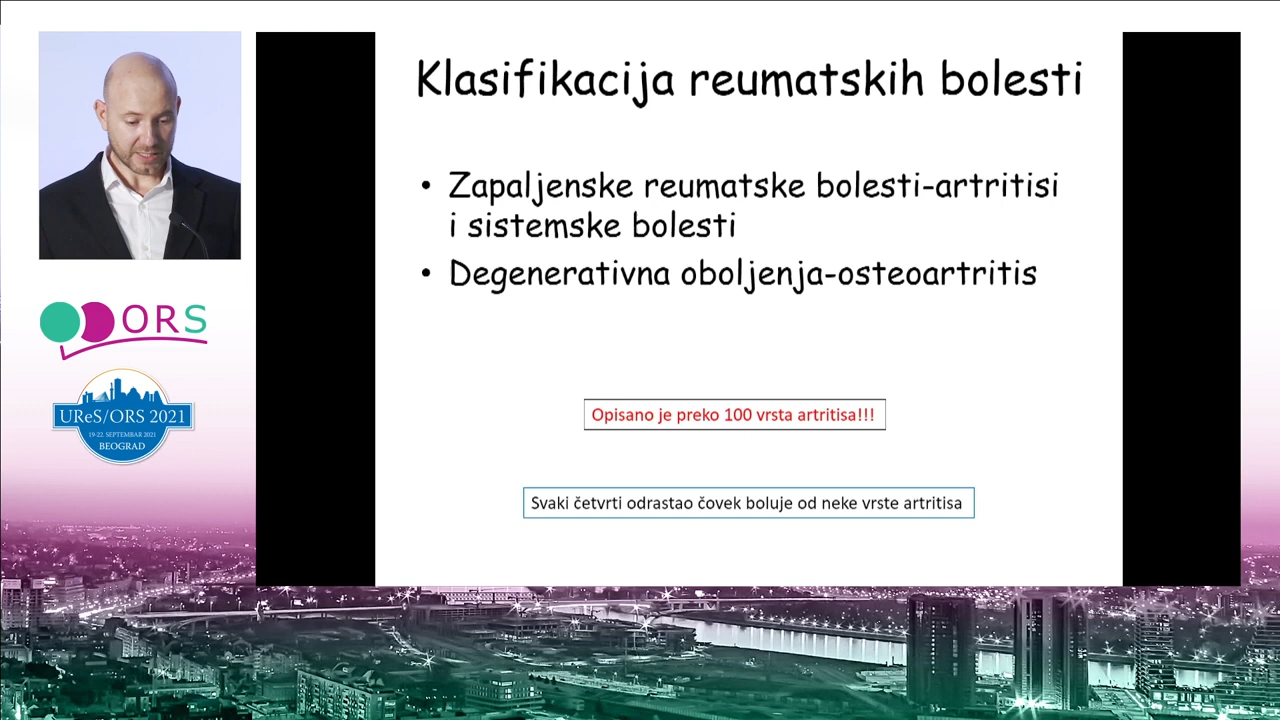 Klasifikacija reumatskih bolesti
• Zapaljenske reumatske bolesti-artritisi
i sistemske bolesti
• Degenerativna oboljenja-osteoartritis
Opisano je preko 100 vrsta artritisa!!!
Svaki četvrti odrastao čovek boluje od neke vrste artritisa
ORS
UReS/ORS 2021
19-22. SEPTEMBAR 2021
BEOGRAD